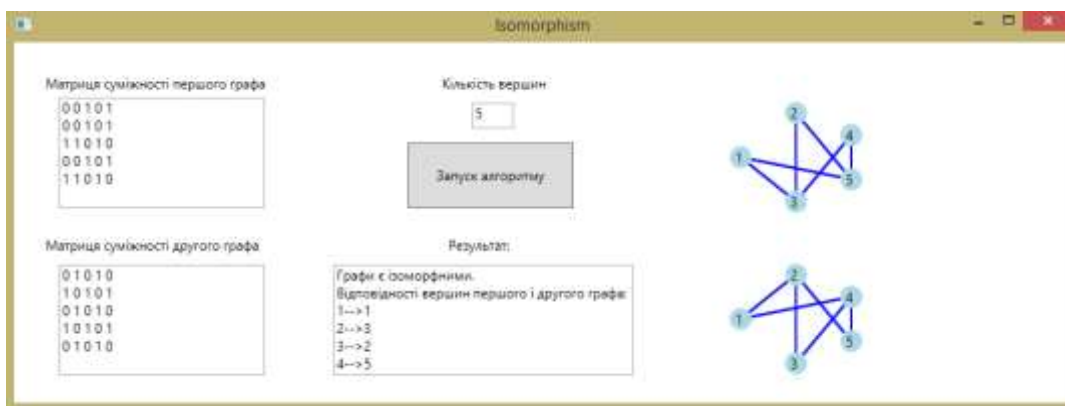 Isomorphism
Матриця суміжності першого графа
0 0 1 0 1
0 0 1 0 1
1 1 0 1 0
0 0 1 0 1
1 1 0 1 0
Кількість вершин
5
Запуск алгоритму
2
4
1
5
3
Матриця суміжності другого графа
0 1 0 1 0
1 0 1 0 1
0 1 0 1 0
1 0 1 0 1
0 1 0 1 0
Результат:
Графи є ізоморфними.
Відповідності вершин першого і другого графа:
1-->1
2-->3
3-->2
4-->5
2
4
1
5
3